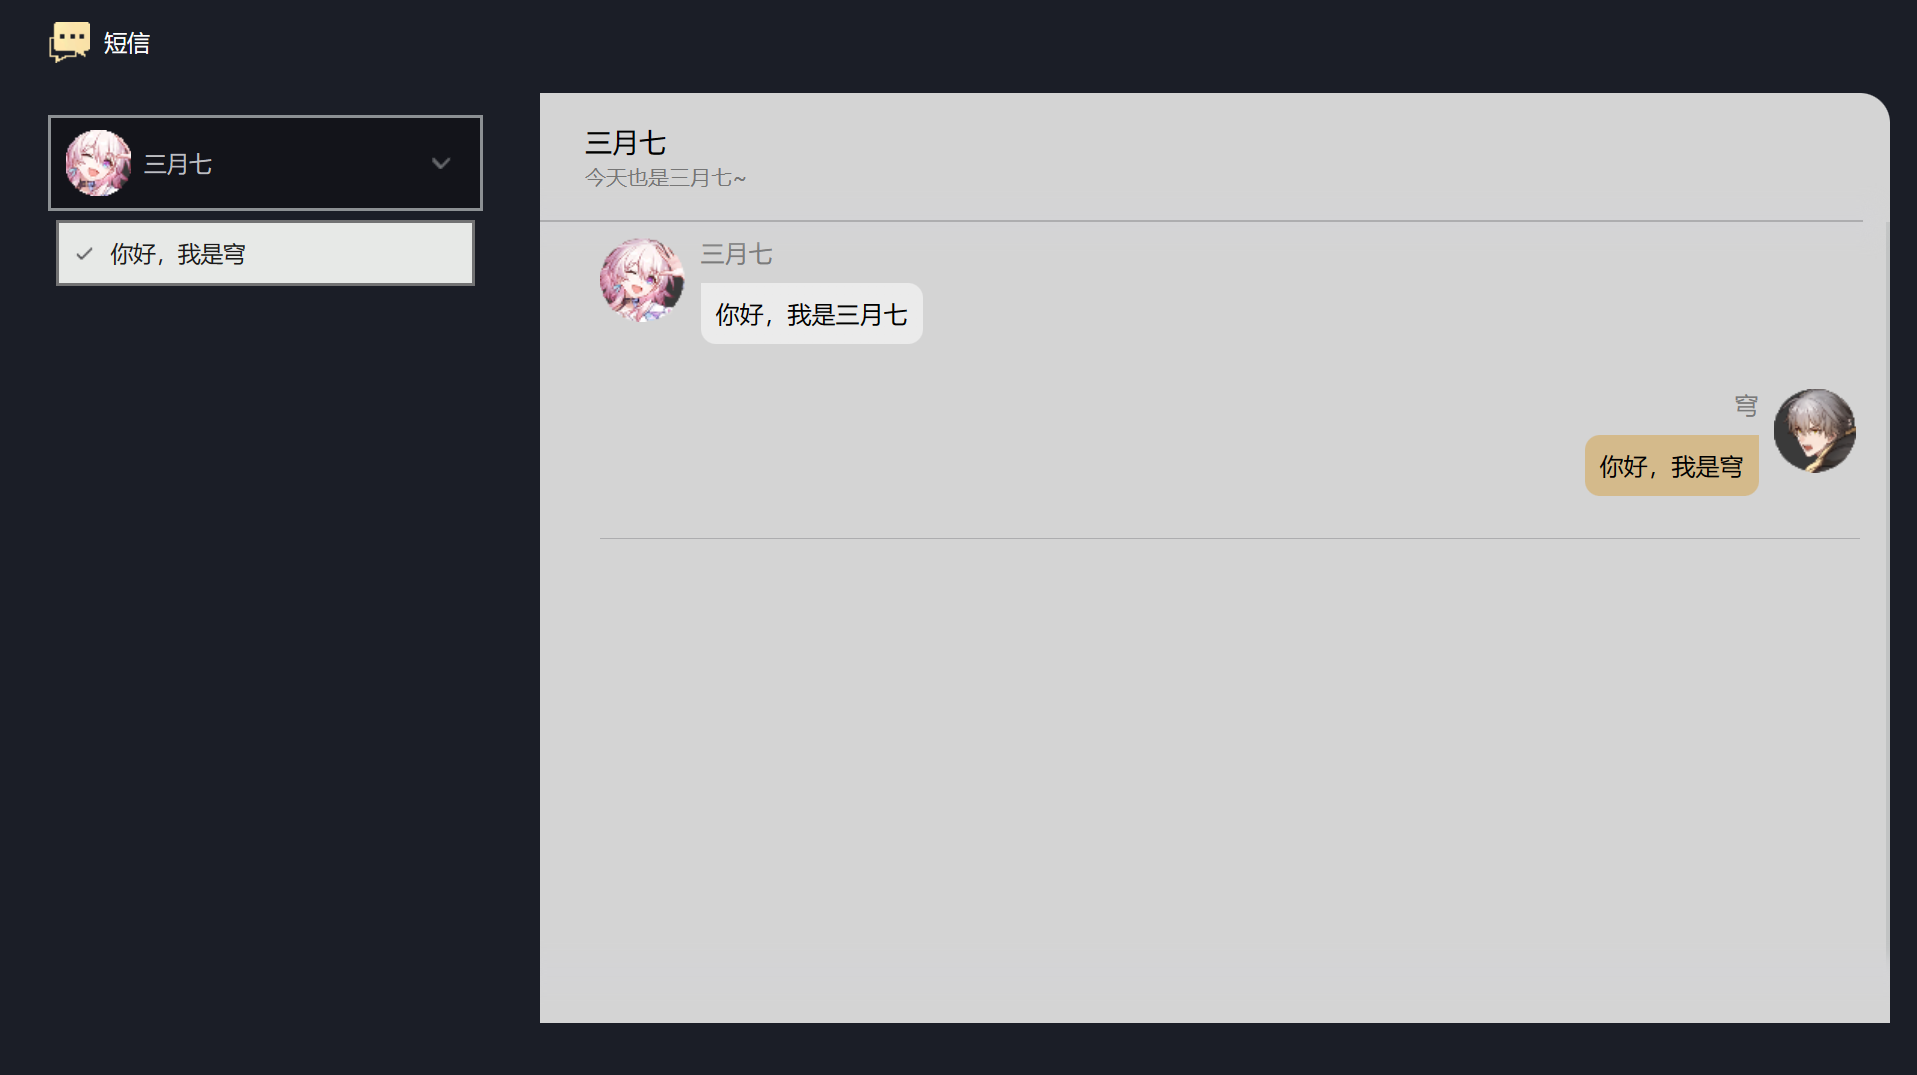 短信
三月七
你好，我是穹
三月七
今天也是三月七~
三月七
你好，我是三月七
穹
你好，我是穹